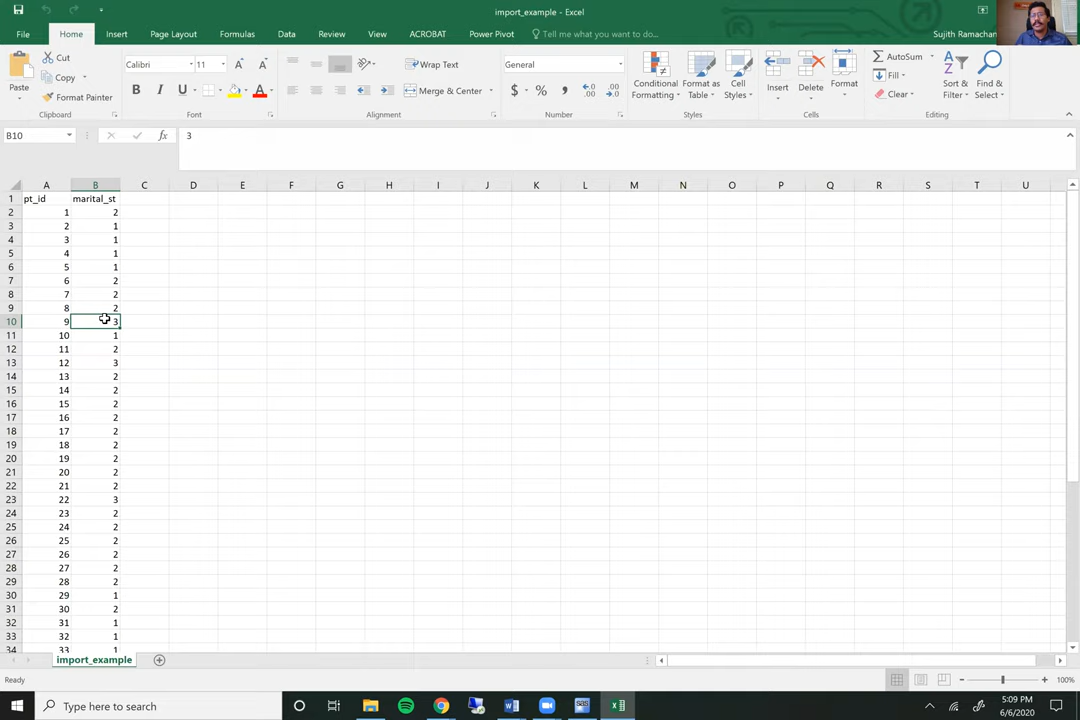 import_example - Excel
File Home Insert Page Layout Formulas Data Review View ACROBAT Power Pivot Tell me what you want to do... Sujith Ramachan
Paste
Cut
Copy
Format Painter
Clipboard
Calibri 11
B I U
Font
Wrap Text
Merge & Center
Alignment
General
$ % ,
Number
Conditional Formatting
Format as Table
Cell Styles
Styles
Insert
Delete
Format
Cells
AutoSum
Fill
Clear
Sort & Filter
Find & Select
Editing
B10 fx 3
A B C D E F G H I J K L M N O P Q R S T U
1 pt_id marital_st
2 1 2
3 2 1
4 3 1
5 4 1
6 5 1
7 6 2
8 7 2
9 8 2
10 9 3
11 10 1
12 11 2
13 12 3
14 13 2
15 14 2
16 15 2
17 16 2
18 17 2
19 18 2
20 19 2
21 20 2
22 21 2
23 22 3
24 23 2
25 24 2
26 25 2
27 26 2
28 27 2
29 28 2
30 29 1
31 30 2
32 31 1
33 32 1
34 33 1
import_example
Ready 100%
Type here to search
5:09 PM
6/6/2020